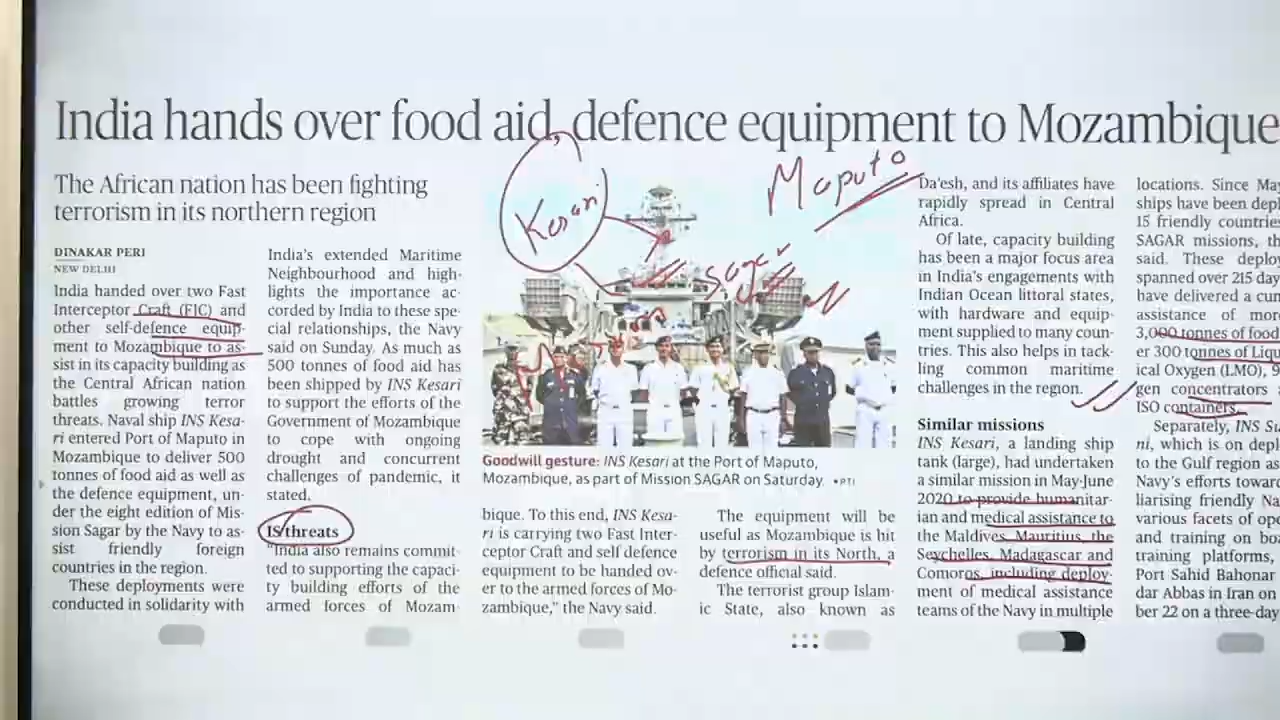 India hands over food aid, defence equipment to Mozambique
The African nation has been fighting
terrorism in its northern region
DINAKAR PERI
NEW DELHI
India handed over two Fast
Interceptor Craft (FIC) and
other self-defence equip-
ment to Mozambique to as-
sist in its capacity building as
the Central African nation
battles growing terror
threats. Naval ship INS Kesa-
ri entered Port of Maputo in
Mozambique to deliver 500
tonnes of food aid as well as
the defence equipment, un-
der the eight edition of Mis-
sion Sagar by the Navy to as-
sist friendly foreign
countries in the region.
These deployments were
conducted in solidarity with
India's extended Maritime
Neighbourhood and high-
lights the importance ac-
corded by India to these spe-
cial relationships, the Navy
said on Sunday. As much as
500 tonnes of food aid has
been shipped by INS Kesari
to support the efforts of the
Government of Mozambique
to cope with ongoing
drought and concurrent
challenges of pandemic, it
stated.
IS threats
"India also remains commit-
ted to supporting the capaci-
ty building efforts of the
armed forces of Mozam-
Kesari
Maputo
Sagar
Goodwill gesture: INS Kesari at the Port of Maputo,
Mozambique, as part of Mission SAGAR on Saturday. •PTI
bique. To this end, INS Kesa-
ri is carrying two Fast Inter-
ceptor Craft and self defence
equipment to be handed ov-
er to the armed forces of Mo-
zambique," the Navy said.
The equipment will be
useful as Mozambique is hit
by terrorism in its North, a
defence official said.
The terrorist group Islam-
ic State, also known as
Da'esh, and its affiliates have
rapidly spread in Central
Africa.
Of late, capacity building
has been a major focus area
in India's engagements with
Indian Ocean littoral states,
with hardware and equip-
ment supplied to many coun-
tries. This also helps in tack-
ling common maritime
challenges in the region.
Similar missions
INS Kesari, a landing ship
tank (large), had undertaken
a similar mission in May-June
2020 to provide humanitar-
ian and medical assistance to
the Maldives, Mauritius, the
Seychelles, Madagascar and
Comoros, including deploy-
ment of medical assistance
teams of the Navy in multiple
locations. Since May
ships have been depl
15 friendly countries
SAGAR missions, th
said. These deploy
spanned over 215 day
have delivered a cum
assistance of more
3,000 tonnes of food
er 300 tonnes of Liqu
ical Oxygen (LMO), 9
gen concentrators
ISO containers.
Separately, INS Su
ni, which is on depl
to the Gulf region as
Navy's efforts toward
liarising friendly Na
various facets of ope
and training on boa
training platforms,
Port Sahid Bahonar
dar Abbas in Iran on
ber 22 on a three-day